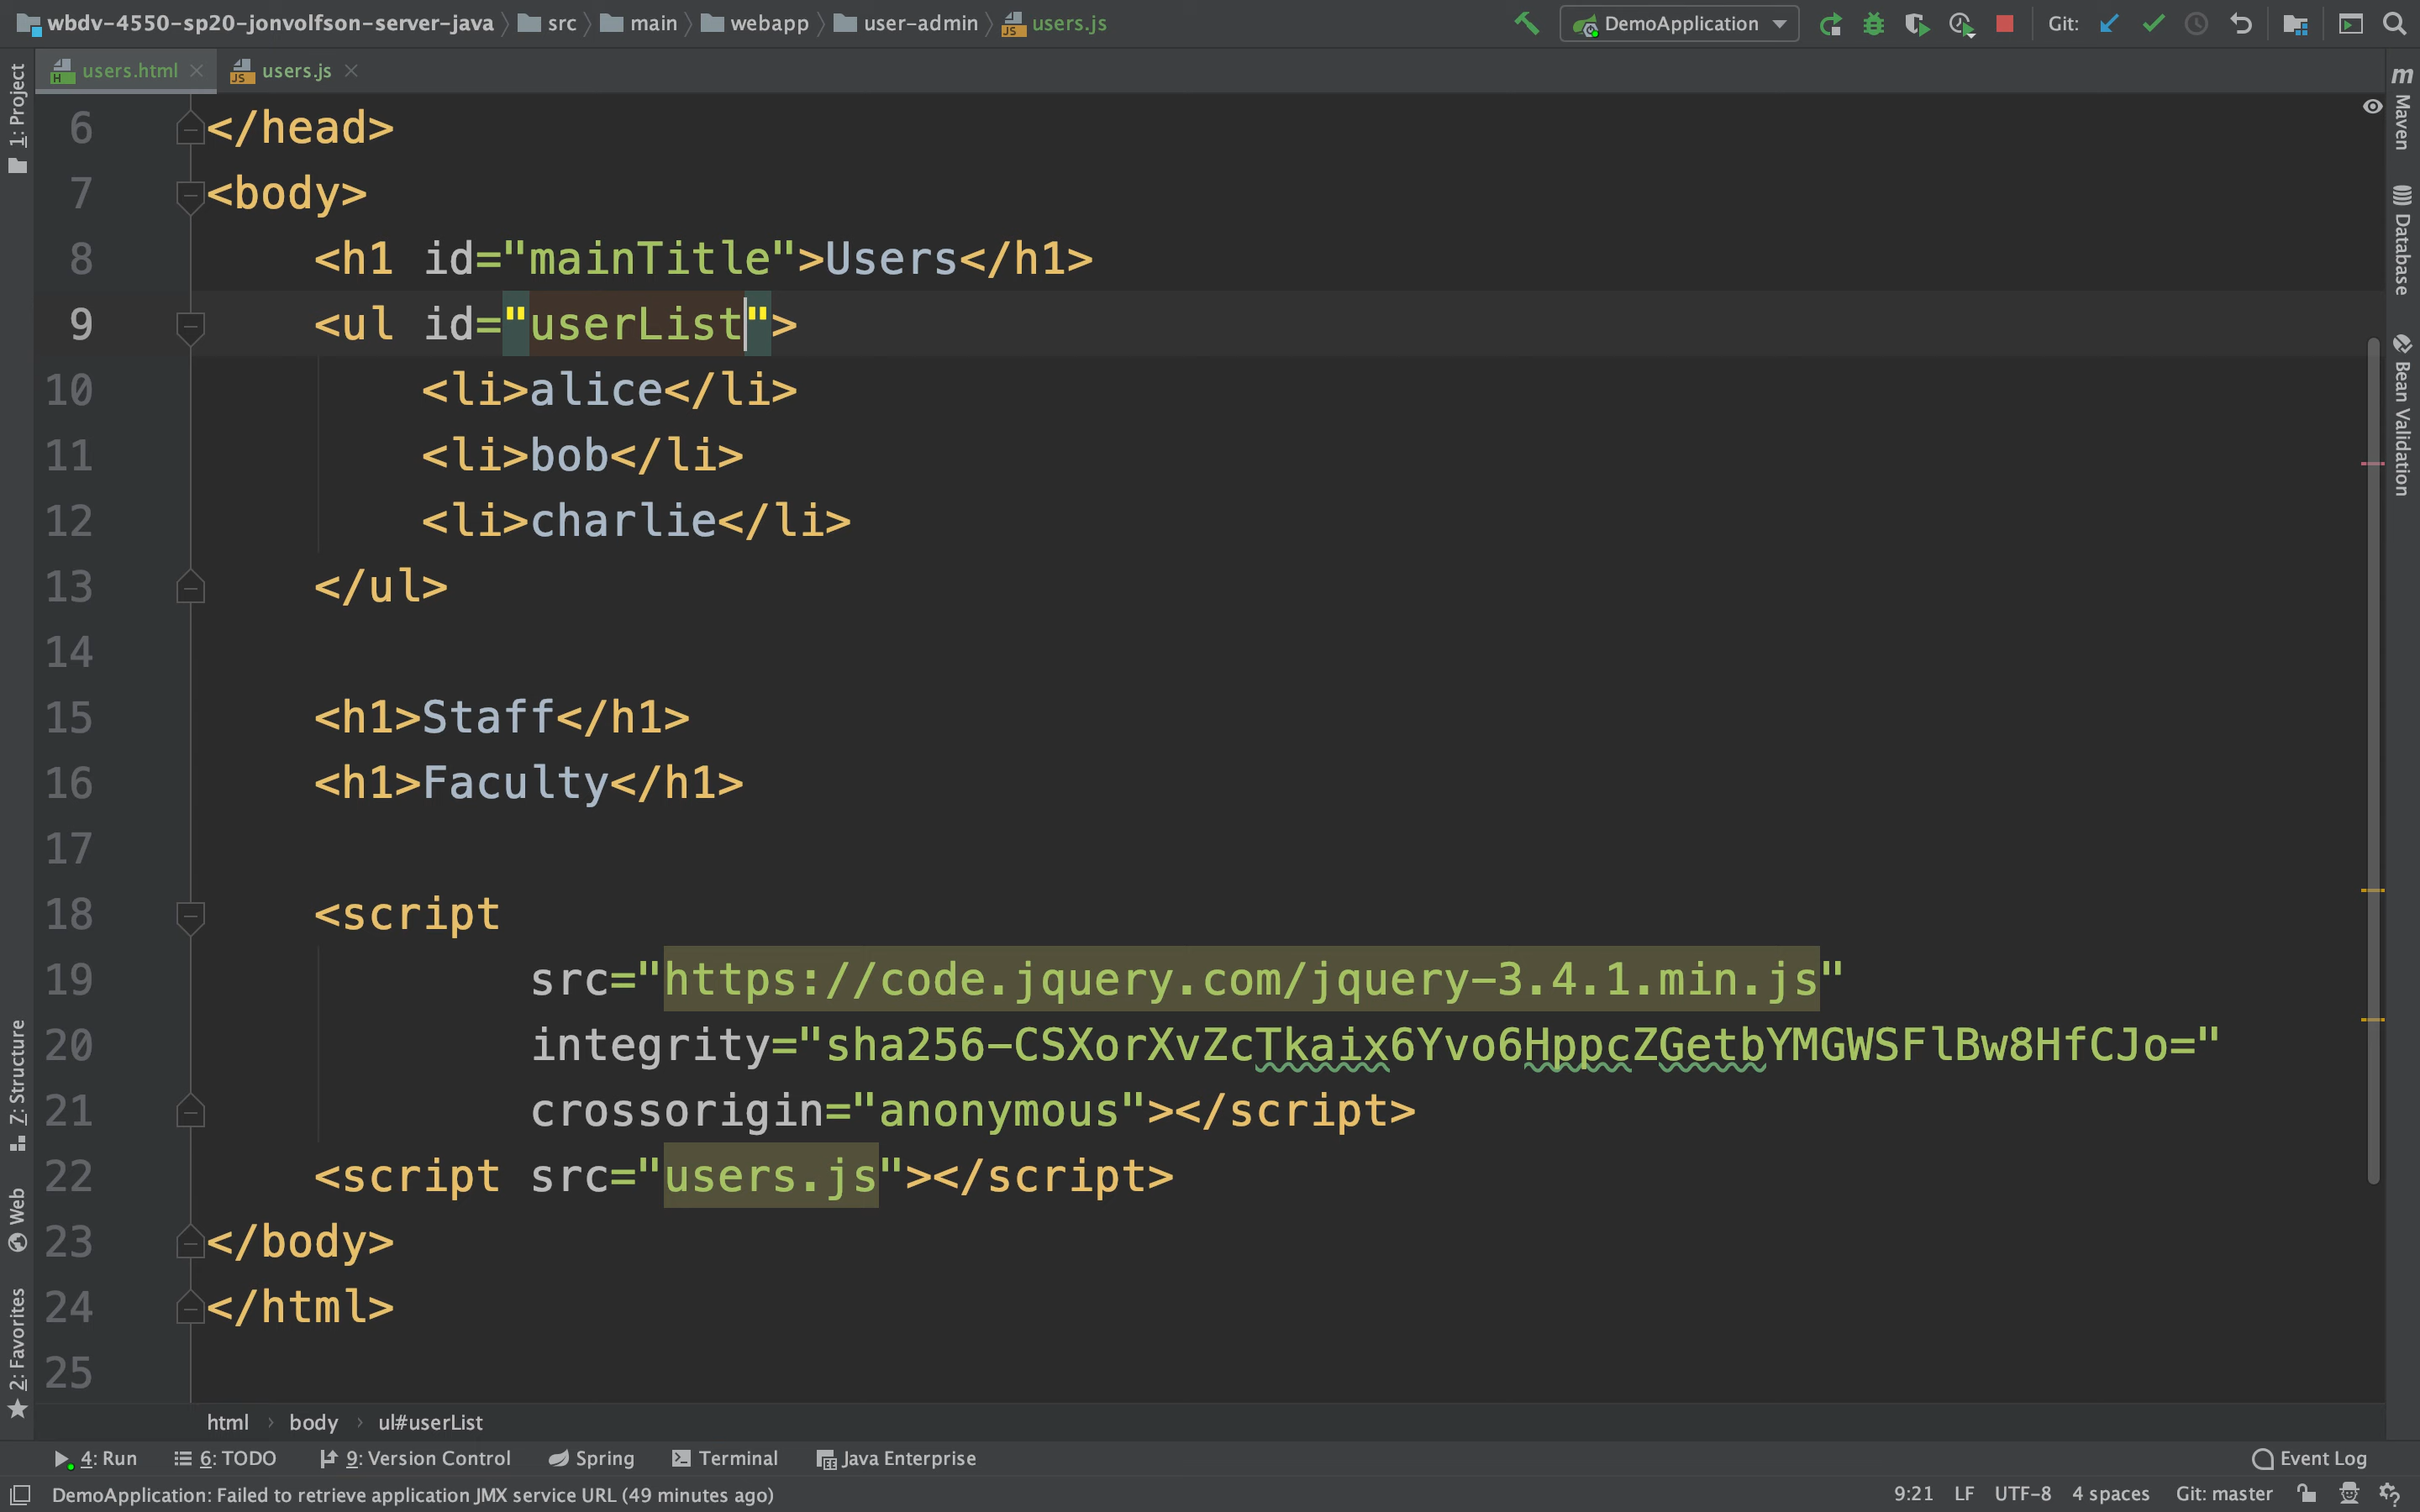 wbdv-4550-sp20-jonvolfson-server-java src main webapp user-admin users.js DemoApplication Git:
users.html users.js
1: Project
Z: Structure
Web
2: Favorites
m Maven
Database
Bean Validation
6 </head>
7 <body>
8 <h1 id="mainTitle">Users</h1>
9 <ul id="userList">
10 <li>alice</li>
11 <li>bob</li>
12 <li>charlie</li>
13 </ul>
14
15 <h1>Staff</h1>
16 <h1>Faculty</h1>
17
18 <script
19 src="https://code.jquery.com/jquery-3.4.1.min.js"
20 integrity="sha256-CSXorXvZcTkaix6Yvo6HppcZGetbYMGWSFlBw8HfCJo="
21 crossorigin="anonymous"></script>
22 <script src="users.js"></script>
23 </body>
24 </html>
25
html › body › ul#userList
4: Run 6: TODO 9: Version Control Spring Terminal Java Enterprise Event Log
DemoApplication: Failed to retrieve application JMX service URL (49 minutes ago) 9:21 LF UTF-8 4 spaces Git: master